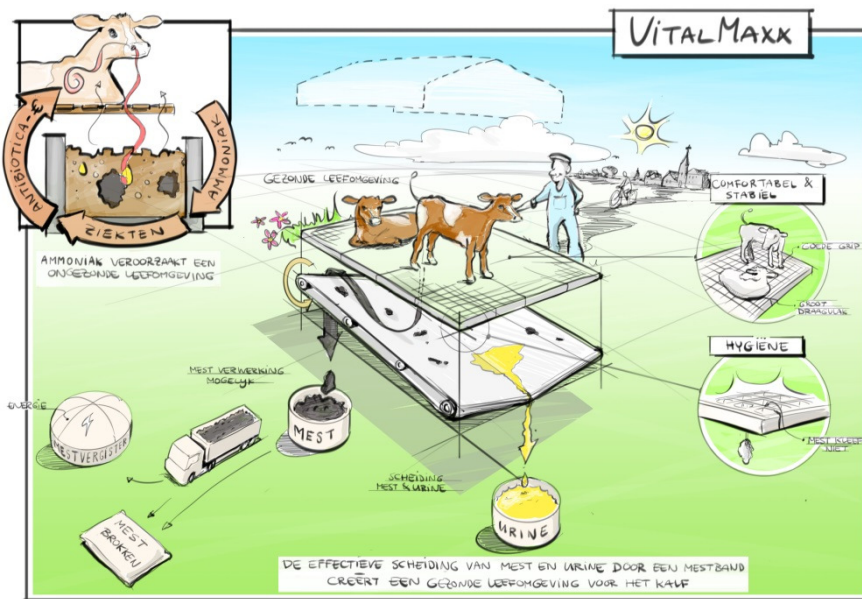 VITALMAXX
ANTIBIOTICA-€
AMMONIAK
ZIEKTEN
AMMONIAK VEROORZAAKT EEN
ONGEZONDE LEEFOMGEVING
GEZONDE LEEFOMGEVING
COMFORTABEL &
STABIEL
GOEDE GRIP
GROOT
DRAAGVLAK
HYGIËNE
MEST KLEEFT
NIET
MEST VERWERKING
MOGELYK
ENERGIE
MESTVERGISTER
MEST
MEST
BROKKEN
SCHEIDING
MEST & URINE
URINE
DE EFFECTIEVE SCHEIDING VAN MEST EN URINE DOOR EEN MESTBAND
CREËRT EEN GEZONDE LEEFOMGEVING VOOR HET KALF